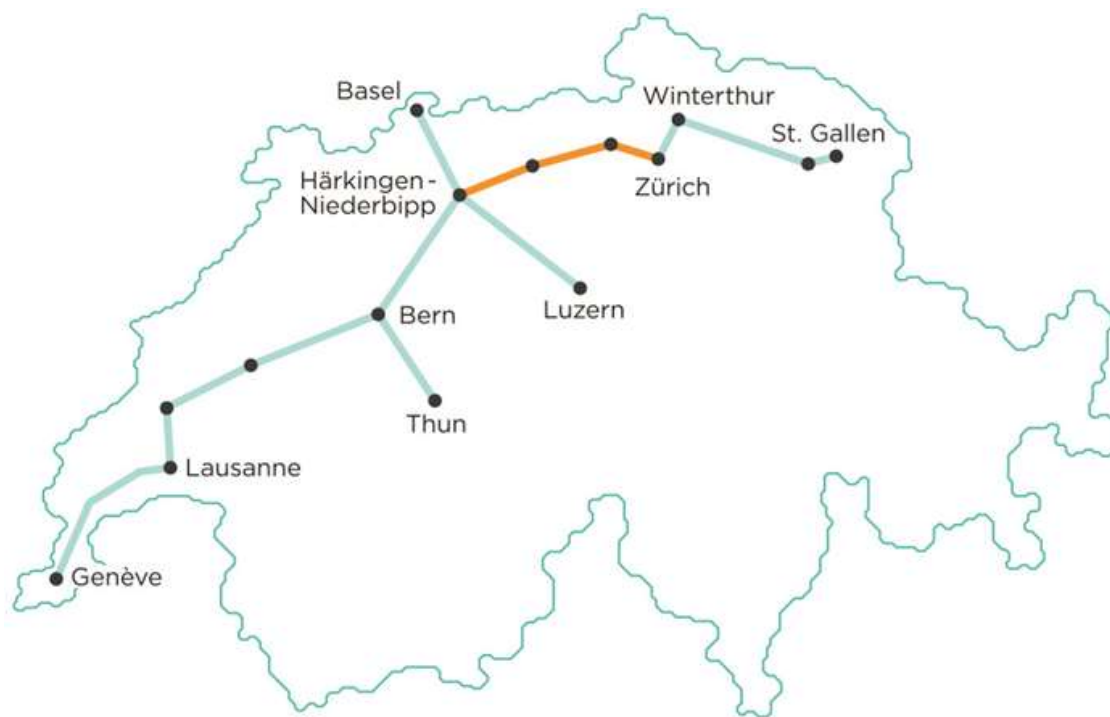 Basel
Winterthur
St. Gallen
Härkingen-
Niederbipp
Zürich
Luzern
Bern
Thun
Lausanne
Genève